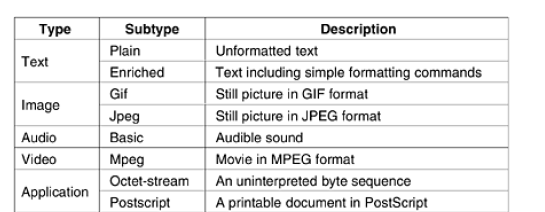 Type Subtype Description
Text Plain Unformatted text
Enriched Text including simple formatting commands
Image Gif Still picture in GIF format
Jpeg Still picture in JPEG format
Audio Basic Audible sound
Video Mpeg Movie in MPEG format
Application Octet-stream An uninterpreted byte sequence
Postscript A printable document in PostScript